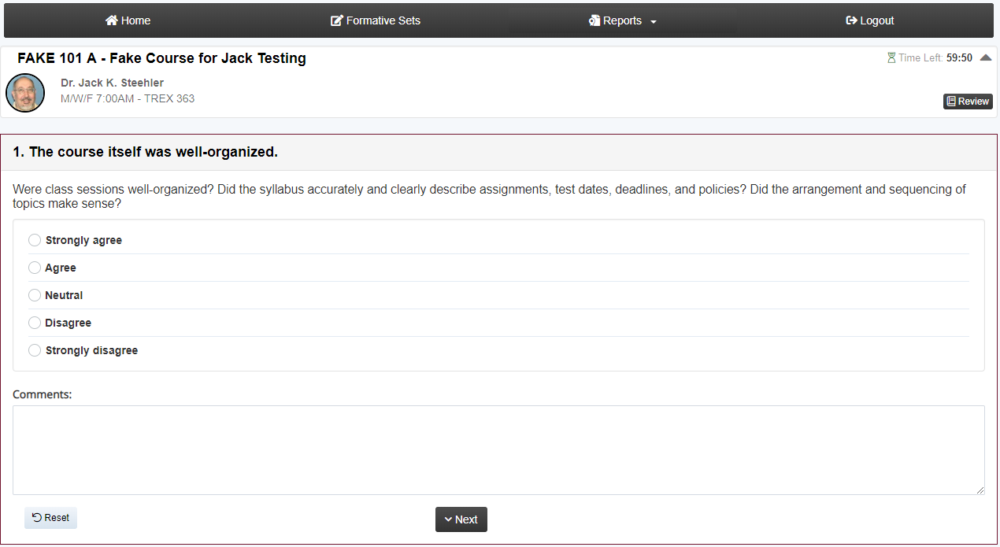 Home Formative Sets Reports Logout
FAKE 101 A - Fake Course for Jack Testing
Time Left: 59:50
Dr. Jack K. Steehler
M/W/F 7:00AM - TREX 363
Review
1. The course itself was well-organized.
Were class sessions well-organized? Did the syllabus accurately and clearly describe assignments, test dates, deadlines, and policies? Did the arrangement and sequencing of
topics make sense?
Strongly agree
Agree
Neutral
Disagree
Strongly disagree
Comments:
Reset Next